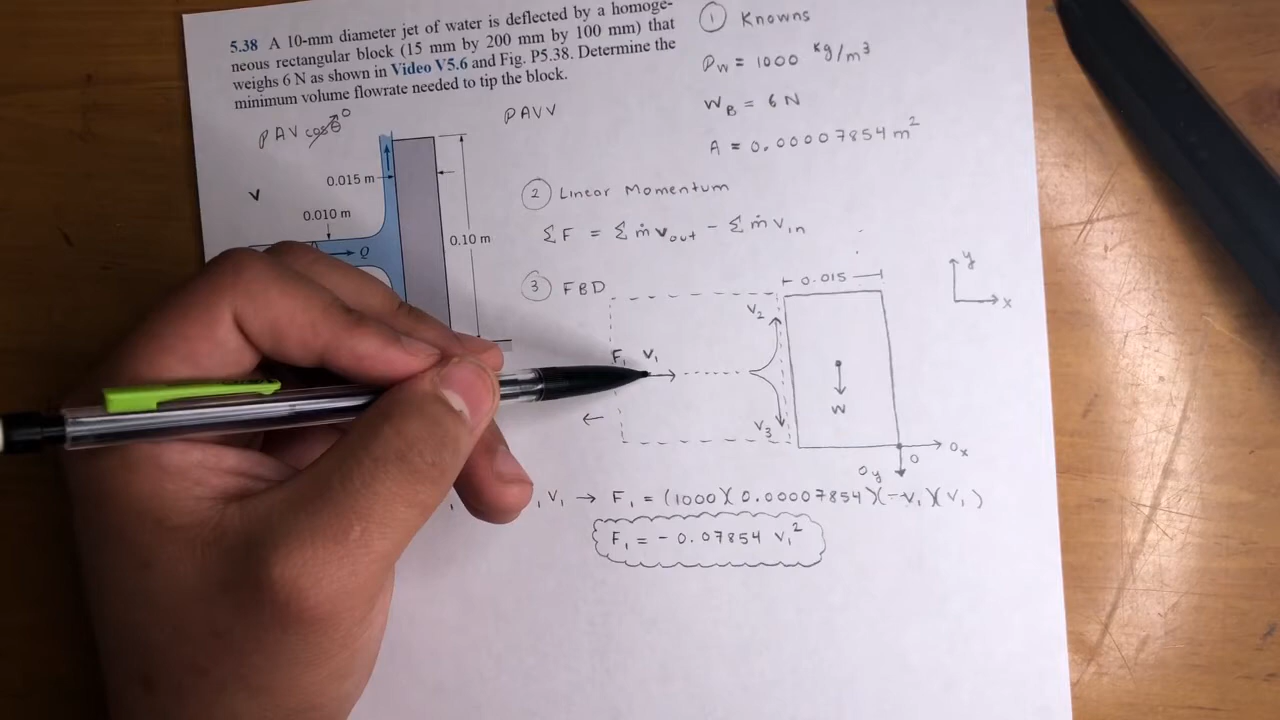 5.38 A 10-mm diameter jet of water is deflected by a homoge-
neous rectangular block (15 mm by 200 mm by 100 mm) that
weighs 6 N as shown in Video V5.6 and Fig. P5.38. Determine the
minimum volume flowrate needed to tip the block.
ρAV cosθ 0
ρAVV
V
0.015 m
0.010 m
Q
0.10 m
1 Knowns
ρw = 1000 kg/m³
WB = 6 N
A = 0.00007854 m²
2 Linear Momentum
ΣF = Σṁvout - Σṁvin
3 FBD
0.015
y
x
V2
F1 V1
W
V3
←
Ox
O
Oy
V1 → F1 = (1000)(0.00007854)(-V1)(V1)
F1 = -0.07854 V1²